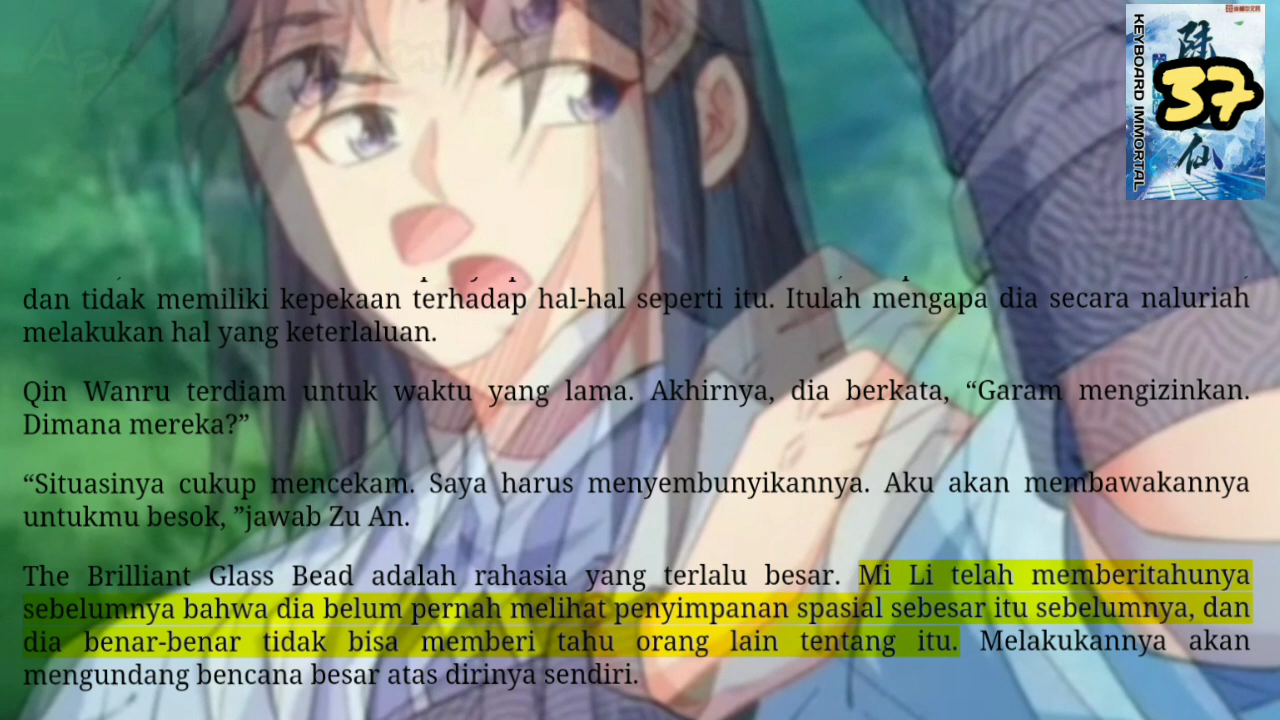 陆
仙
KEYBOARD IMMORTAL
37
dan tidak memiliki kepekaan terhadap hal-hal seperti itu. Itulah mengapa dia secara naluriah
melakukan hal yang keterlaluan.
Qin Wanru terdiam untuk waktu yang lama. Akhirnya, dia berkata, “Garam mengizinkan.
Dimana mereka?”
“Situasinya cukup mencekam. Saya harus menyembunyikannya. Aku akan membawakannya
untukmu besok, ”jawab Zu An.
The Brilliant Glass Bead adalah rahasia yang terlalu besar. Mi Li telah memberitahunya
sebelumnya bahwa dia belum pernah melihat penyimpanan spasial sebesar itu sebelumnya, dan
dia benar-benar tidak bisa memberi tahu orang lain tentang itu. Melakukannya akan
mengundang bencana besar atas dirinya sendiri.